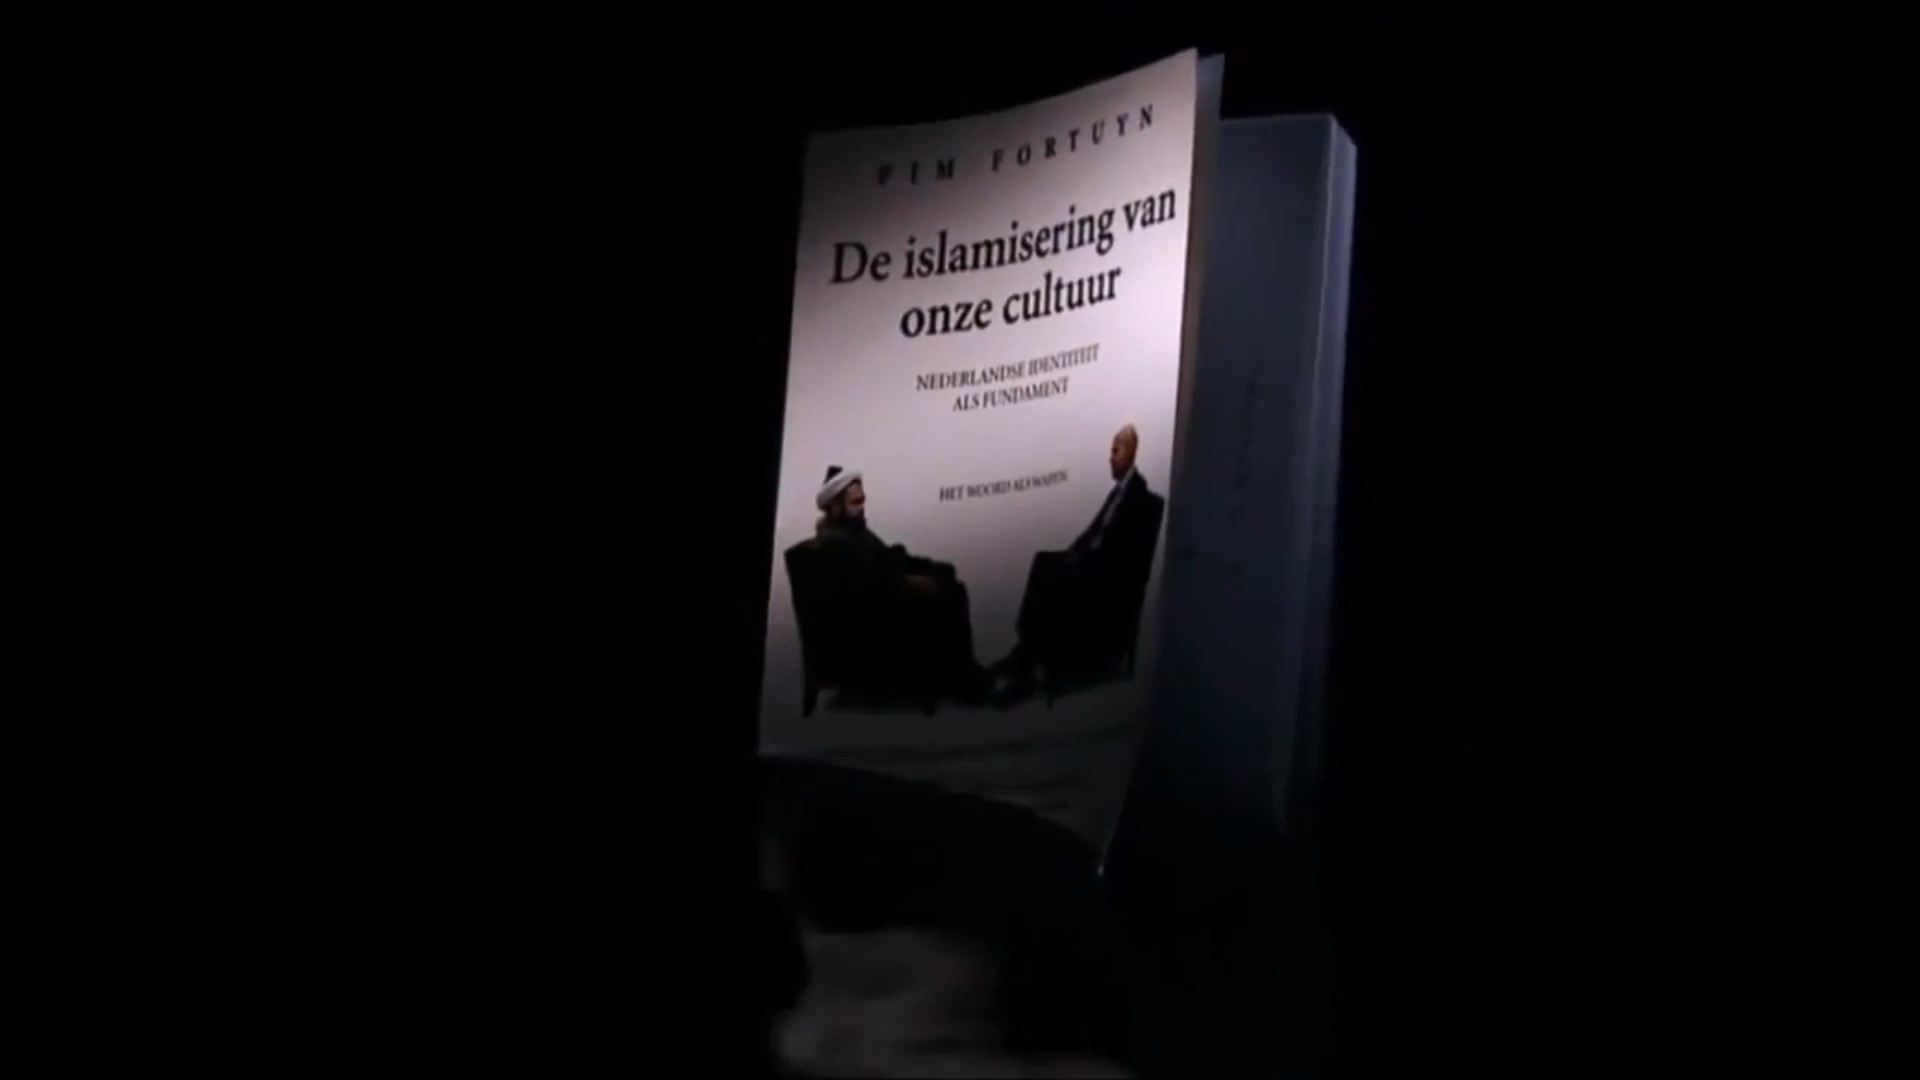 PIM FORTUYN
De islamisering van
onze cultuur
NEDERLANDSE IDENTITEIT
ALS FUNDAMENT
HET WOORD ALS WAPEN